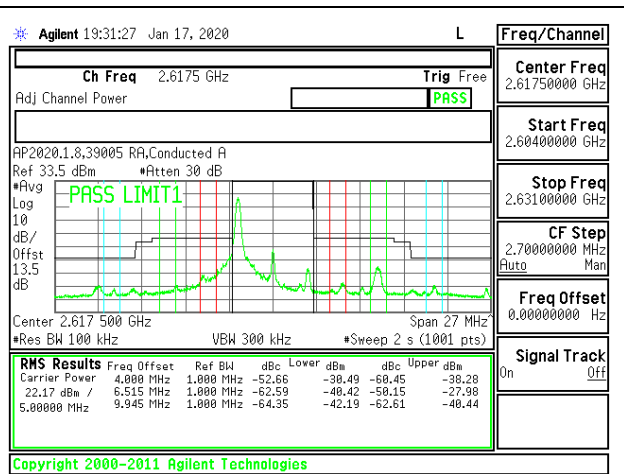 Agilent 19:31:27 Jan 17, 2020 L Freq/Channel
Ch Freq 2.6175 GHz Trig Free
Adj Channel Power PASS
Center Freq
2.61750000 GHz
Start Freq
2.60400000 GHz
Stop Freq
2.63100000 GHz
CF Step
2.70000000 MHz
Auto Man
Freq Offset
0.00000000 Hz
Signal Track
On Off
AP2020.1.8,39005 RA,Conducted A
Ref 33.5 dBm #Atten 30 dB
#Avg
Log
10
dB/
Offst
13.5
dB
PASS LIMIT1
Center 2.617 500 GHz Span 27 MHz^
#Res BW 100 kHz VBW 300 kHz #Sweep 2 s (1001 pts)
RMS Results Freq Offset Ref BW dBc Lower dBm dBc Upper dBm
Carrier Power 4.000 MHz 1.000 MHz -52.66 -30.49 -60.45 -38.28
22.17 dBm / 6.515 MHz 1.000 MHz -62.59 -40.42 -50.15 -27.98
5.00000 MHz 9.945 MHz 1.000 MHz -64.35 -42.19 -62.61 -40.44
Copyright 2000-2011 Agilent Technologies